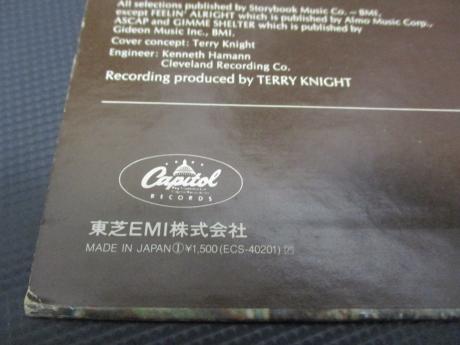 All selections published by Storybook Music Co. – BMI,
except FEELIN' ALRIGHT which is published by Almo Music Corp.,
ASCAP and GIMME SHELTER which is published by
Gideon Music Inc., BMI.
Cover concept: Terry Knight
Engineer: Kenneth Hamann
Cleveland Recording Co.
Recording produced by TERRY KNIGHT
Capitol
RECORDS
東芝EMI株式会社
MADE IN JAPAN Ⓛ¥1,500 (ECS-40201)